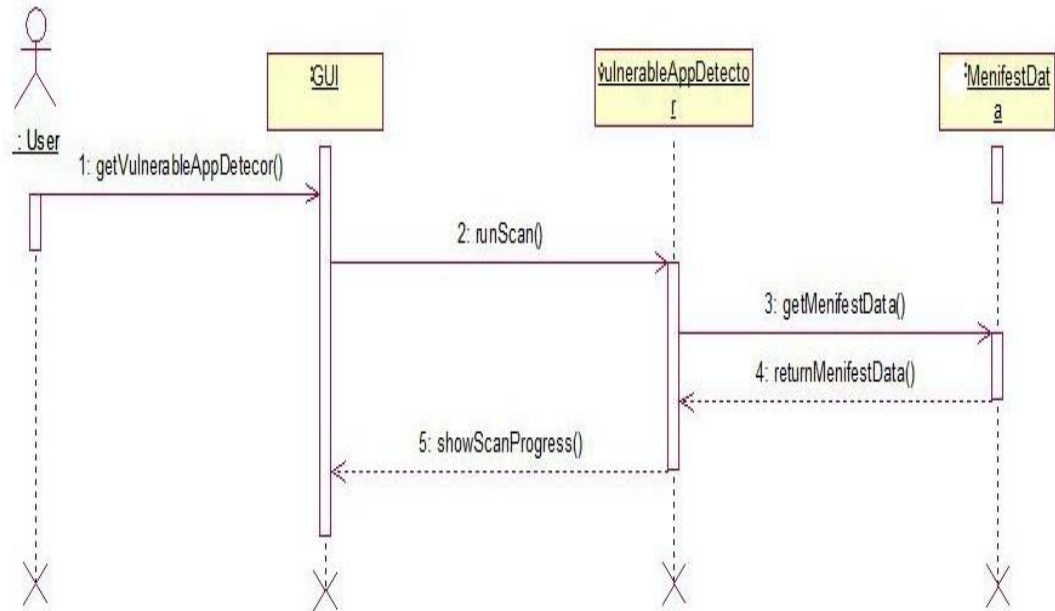 :GUI
vulnerableAppDetecto
r
:MenifestDat
a
: User
1: getVulnerableAppDetecor()
2: runScan()
3: getMenifestData()
4: returnMenifestData()
5: showScanProgress()